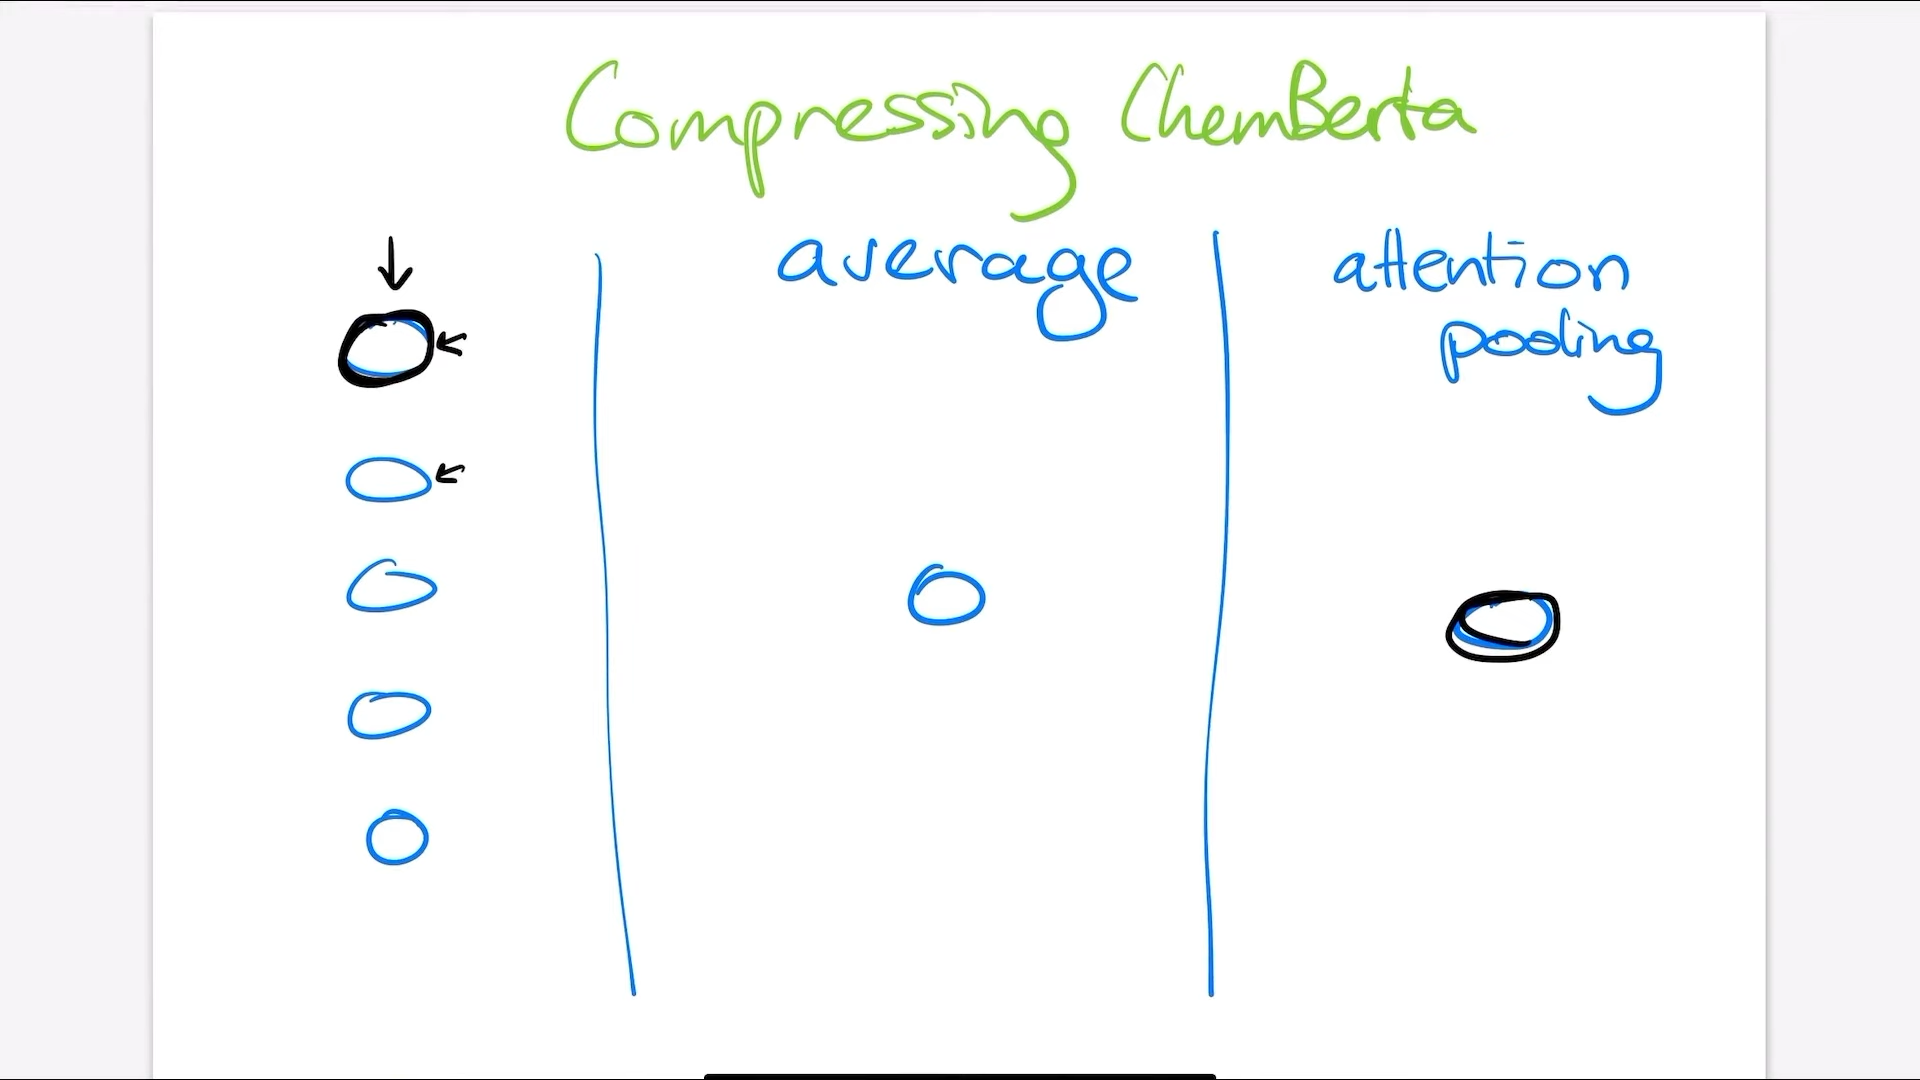 Compressing ChemBerta
average
attention
pooling